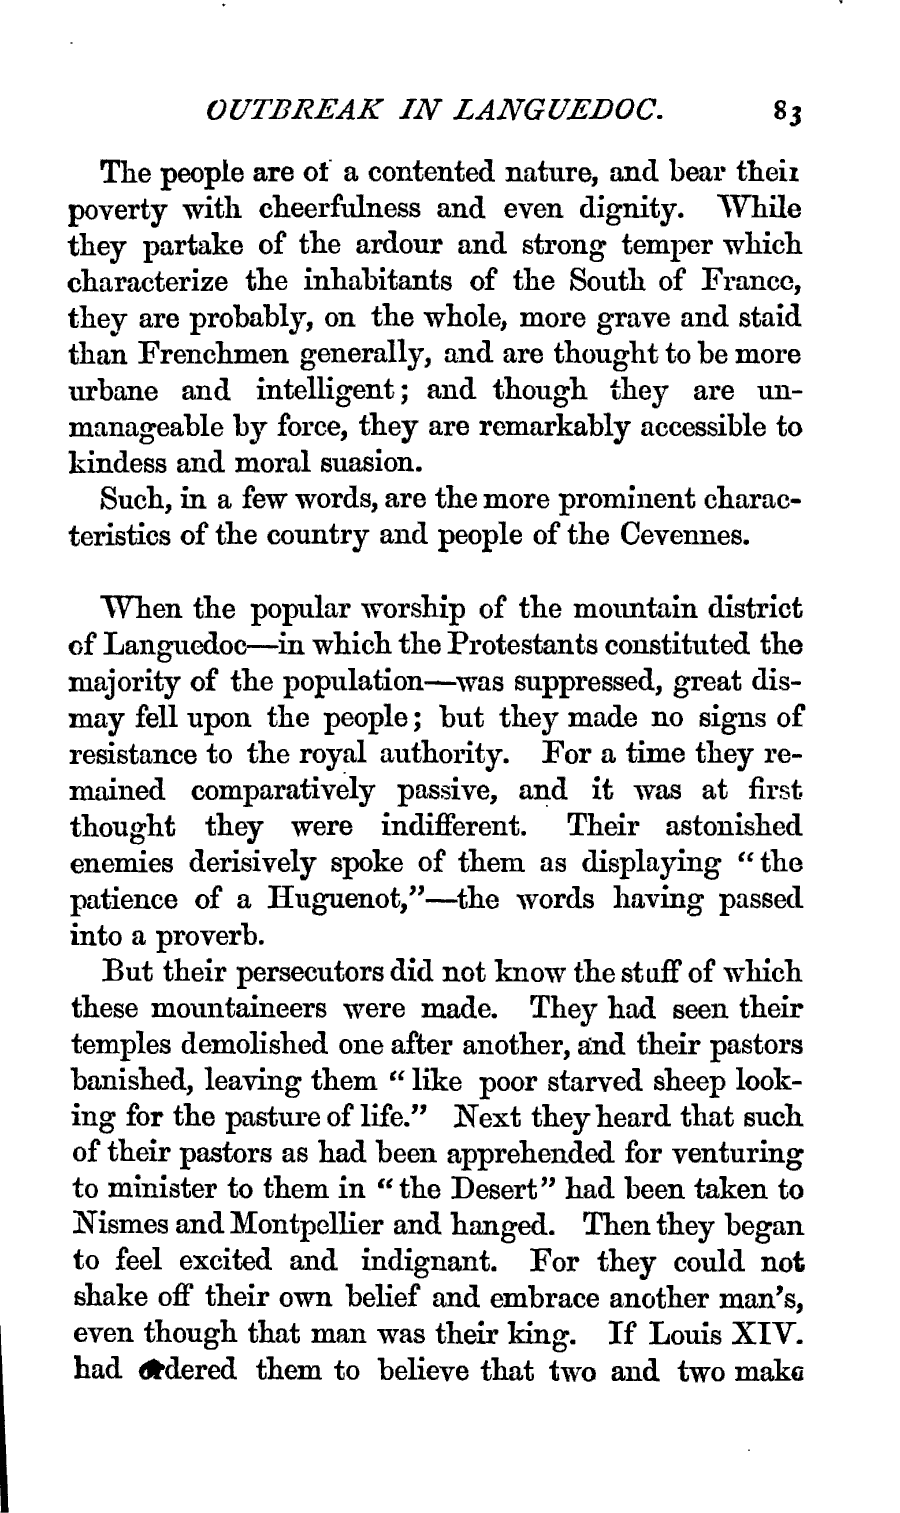 OUTBREAK IN LANGUEDOC. 83
The people are of a contented nature, and bear their
poverty with cheerfulness and even dignity. While
they partake of the ardour and strong temper which
characterize the inhabitants of the South of France,
they are probably, on the whole, more grave and staid
than Frenchmen generally, and are thought to be more
urbane and intelligent; and though they are un-
manageable by force, they are remarkably accessible to
kindess and moral suasion.
Such, in a few words, are the more prominent charac-
teristics of the country and people of the Cevennes.
When the popular worship of the mountain district
of Languedoc—in which the Protestants constituted the
majority of the population—was suppressed, great dis-
may fell upon the people; but they made no signs of
resistance to the royal authority. For a time they re-
mained comparatively passive, and it was at first
thought they were indifferent. Their astonished
enemies derisively spoke of them as displaying “the
patience of a Huguenot,”—the words having passed
into a proverb.
But their persecutors did not know the stuff of which
these mountaineers were made. They had seen their
temples demolished one after another, and their pastors
banished, leaving them “like poor starved sheep look-
ing for the pasture of life.” Next they heard that such
of their pastors as had been apprehended for venturing
to minister to them in “the Desert” had been taken to
Nismes and Montpellier and hanged. Then they began
to feel excited and indignant. For they could not
shake off their own belief and embrace another man's,
even though that man was their king. If Louis XIV.
had ordered them to believe that two and two make